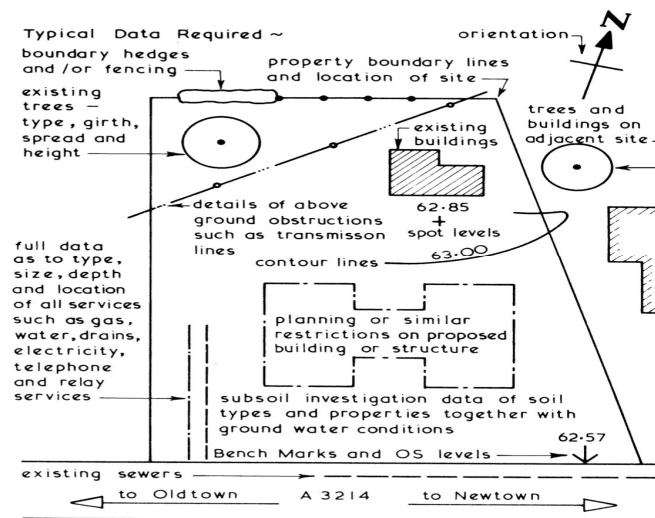 Typical Data Required ~
boundary hedges
and /or fencing
existing
trees –
type, girth,
spread and
height
property boundary lines
and location of site
orientation
N
trees and
buildings on
adjacent site
existing
buildings
details of above
ground obstructions
such as transmisson
lines
62·85
+
spot levels
contour lines
63·00
full data
as to type,
size, depth
and location
of all services
such as gas,
water, drains,
electricity,
telephone
and relay
services
planning or similar
restrictions on proposed
building or structure
subsoil investigation data of soil
types and properties together with
ground water conditions
Bench Marks and OS levels
62·57
existing sewers
to Oldtown A 3214 to Newtown